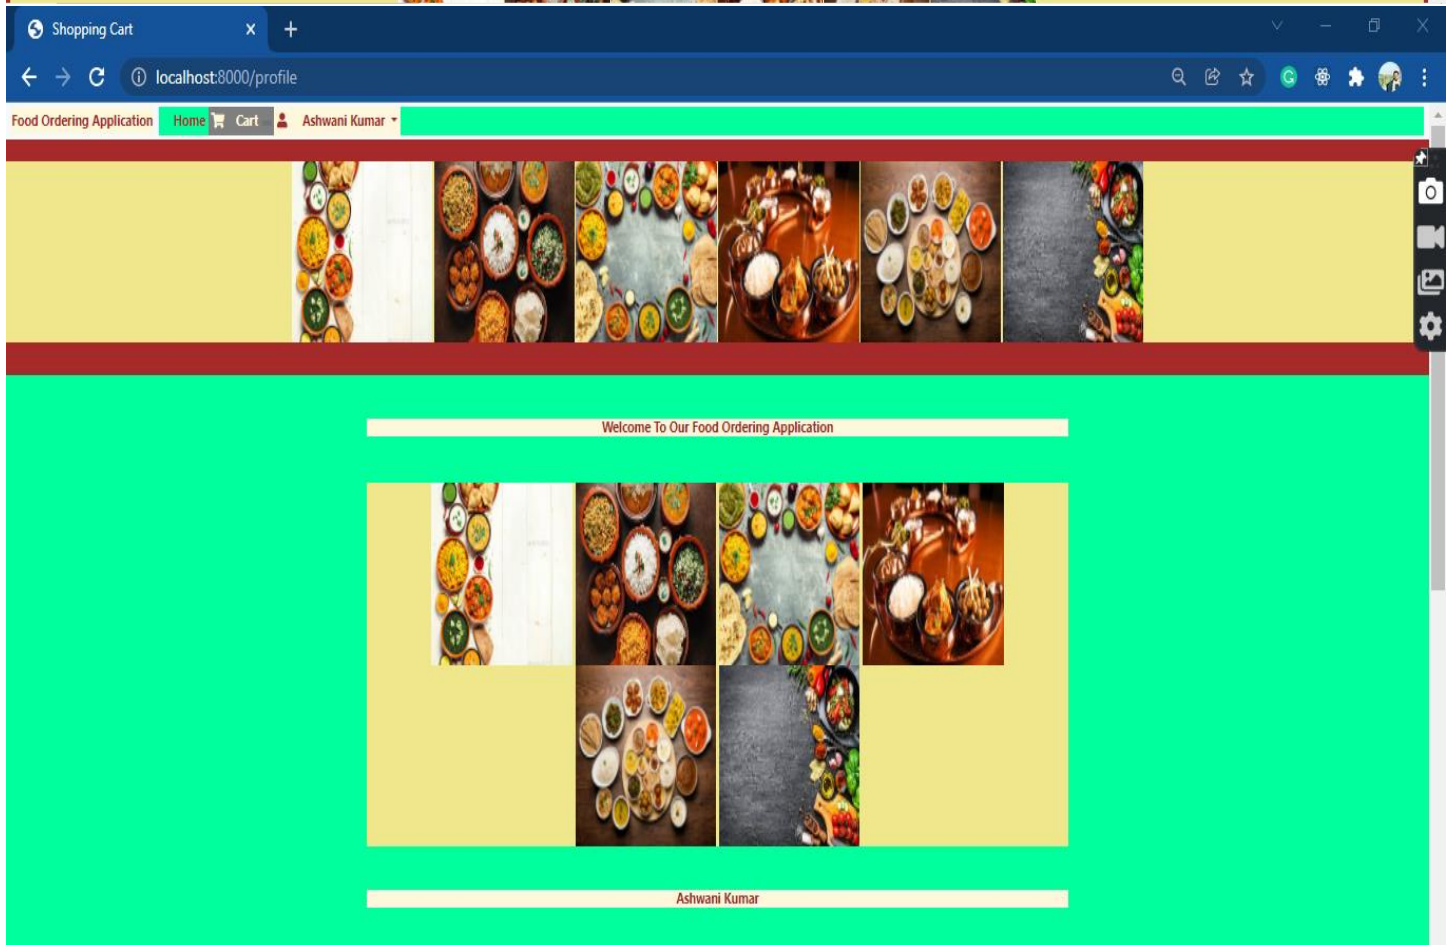 Shopping Cart
localhost:8000/profile
Food Ordering Application Home Cart Ashwani Kumar
Welcome To Our Food Ordering Application
Ashwani Kumar